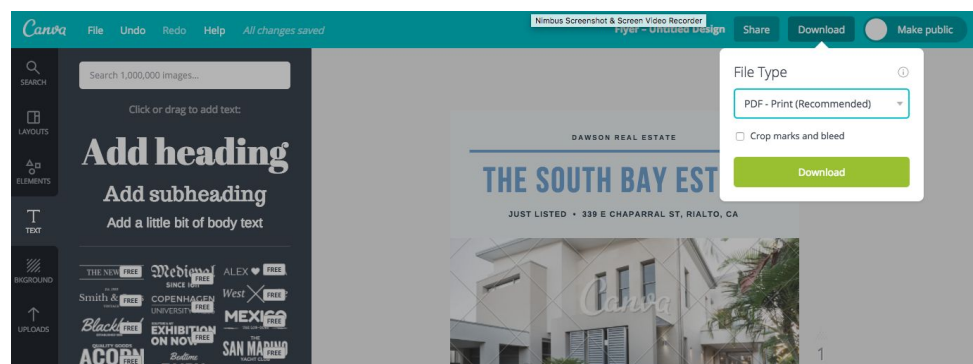 Canva File Undo Redo Help All changes saved
Nimbus Screenshot & Screen Video Recorder
Flyer – Untitled Design Share Download Make public
SEARCH
LAYOUTS
ELEMENTS
TEXT
BKGROUND
UPLOADS
Search 1,000,000 images...
Click or drag to add text:
Add heading
Add subheading
Add a little bit of body text
THE NEW FREE
Medieval
SINCE FREE
ALEX ♥ FREE
Smith & FREE
COPENHAGEN
UNIVERSITY FREE
West FREE
FREE
EXHIBITION
ON NOW FREE
MEXICO FREE
QUALITY GOODS
ACORN FREE
Bedtime
SAN MARINO FREE
YACHT CLUB
DAWSON REAL ESTATE
THE SOUTH BAY EST
JUST LISTED • 339 E CHAPARRAL ST, RIALTO, CA
Canva
1
File Type
PDF - Print (Recommended)
Crop marks and bleed
Download